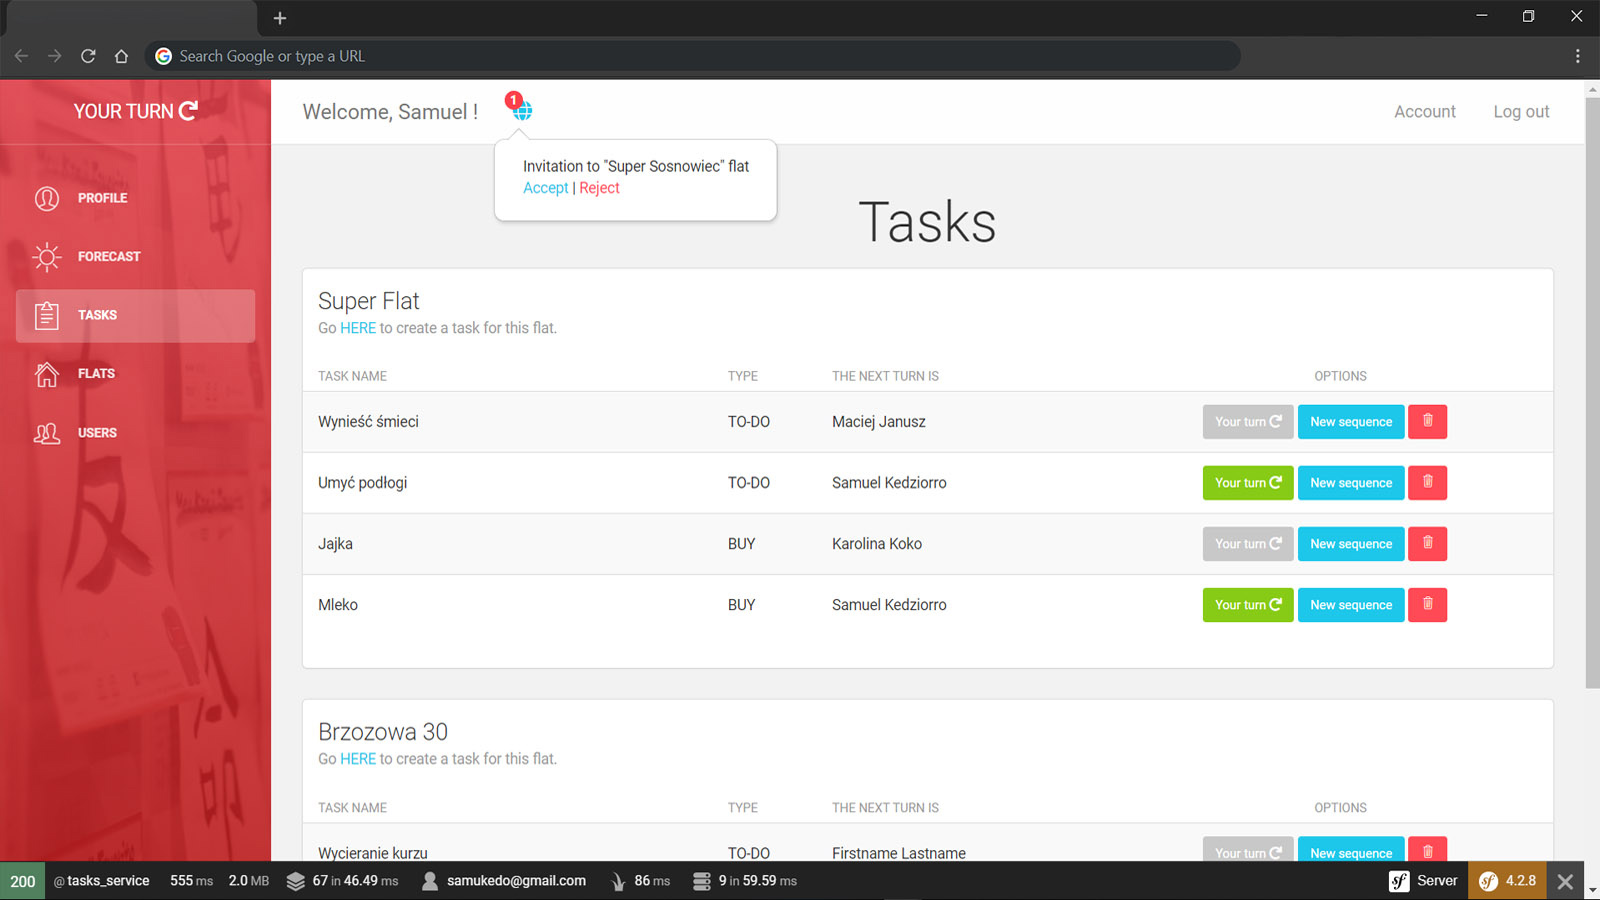 Search Google or type a URL
YOUR TURN
Welcome, Samuel !
1
Account
Log out
Invitation to "Super Sosnowiec" flat
Accept | Reject
PROFILE
FORECAST
TASKS
FLATS
USERS
Tasks
Super Flat
Go HERE to create a task for this flat.
TASK NAME TYPE THE NEXT TURN IS OPTIONS
Wynieść śmieci TO-DO Maciej Janusz Your turn New sequence
Umyć podłogi TO-DO Samuel Kedziorro Your turn New sequence
Jajka BUY Karolina Koko Your turn New sequence
Mleko BUY Samuel Kedziorro Your turn New sequence
Brzozowa 30
Go HERE to create a task for this flat.
TASK NAME TYPE THE NEXT TURN IS OPTIONS
Wycieranie kurzu TO-DO Firstname Lastname Your turn New sequence
200 @ tasks_service 555 ms 2.0 MB 67 in 46.49 ms samukedo@gmail.com 86 ms 9 in 59.59 ms sf Server sf 4.2.8